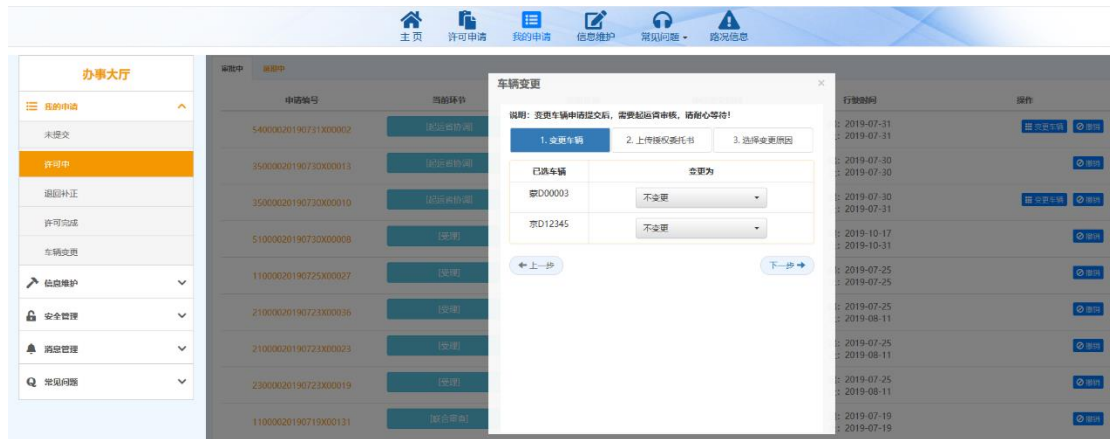 主页 许可申请 我的申请 信息维护 常见问题 路况信息
办事大厅
我的申请
未提交
许可中
退回补正
许可完成
车辆变更
信息维护
安全管理
消息管理
常见问题
审批中
申请编号 当前环节 行驶时间 操作
54000020190731X00002 2019-07-31 变更车辆 撤销
2019-07-31
35000020190730X00013 2019-07-30 撤销
2019-07-30
35000020190730X00010 2019-07-30 变更车辆 撤销
2019-07-31
51000020190730X00008 [受理] 2019-10-17 撤销
2019-10-31
11000020190725X00027 [受理] 2019-07-25 撤销
2019-07-25
21000020190723X00036 [受理] 2019-07-25 撤销
2019-08-11
21000020190723X00023 [受理] 2019-07-25 撤销
2019-08-11
23000020190723X00019 [受理] 2019-07-25 撤销
2019-08-11
11000020190719X00131 [联合审查] 2019-07-19 撤销
2019-07-19
车辆变更 ×
说明：变更车辆申请提交后，需要起运省审核，请耐心等待！
1. 变更车辆 2. 上传授权委托书 3. 选择变更原因
已选车辆 变更为
蒙D00003 不变更
京D12345 不变更
上一步 下一步